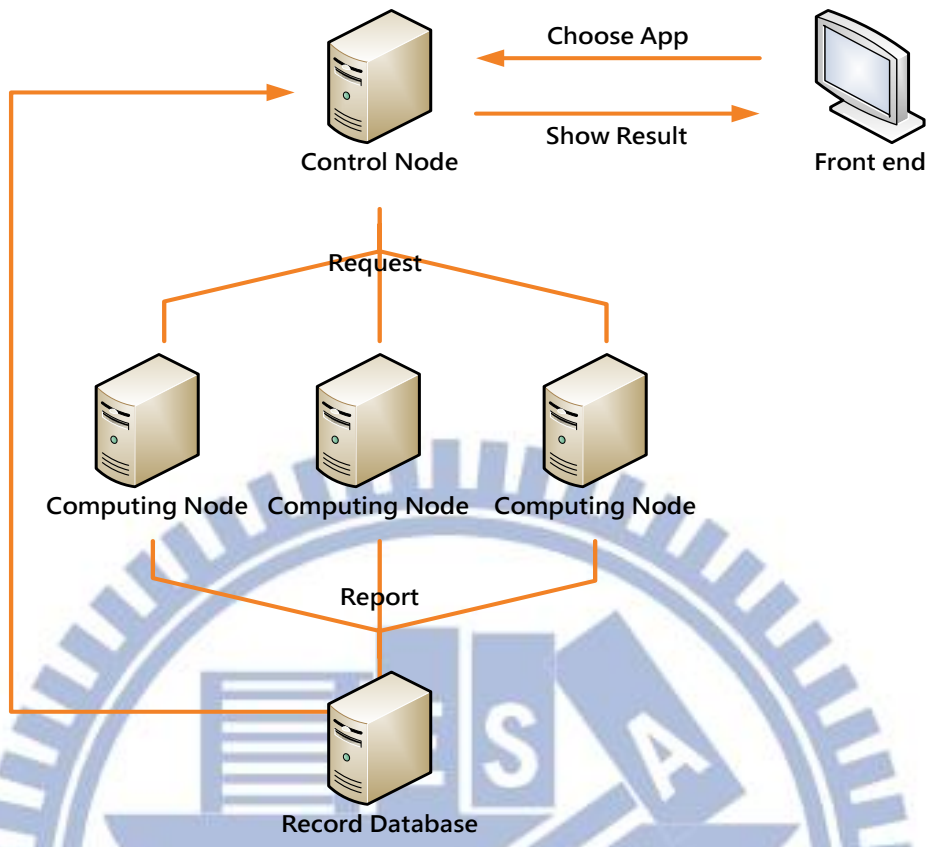 Choose App
Show Result
Control Node
Front end
Request
Computing Node
Computing Node
Computing Node
Report
E S A
Record Database